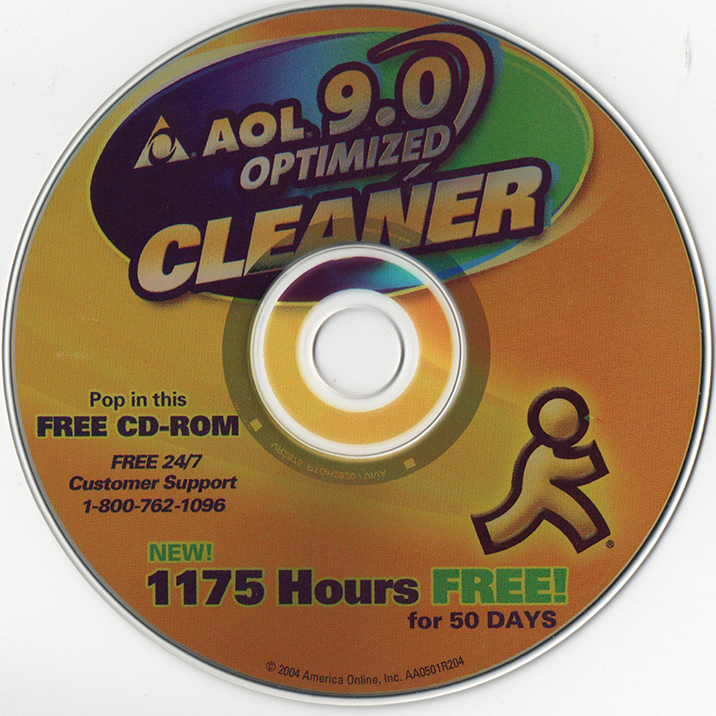 AOL 9.0
OPTIMIZED
CLEANER
Pop in this
FREE CD-ROM
FREE 24/7
Customer Support
1-800-762-1096
NEW!
1175 Hours FREE!
for 50 DAYS
®
© 2004 America Online, Inc. AA0501R204